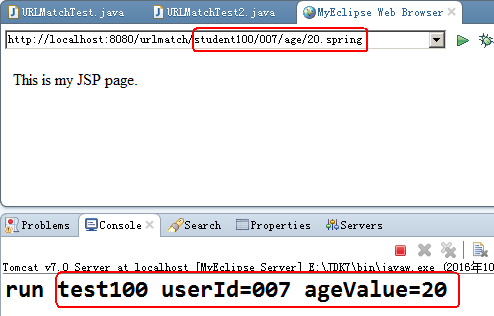 URLMatchTest.java URLMatchTest2.java MyEclipse Web Browser
http://localhost:8080/urlmatch/student100/007/age/20.spring
This is my JSP page.
Problems Console Search Properties Servers
Tomcat v7.0 Server at localhost [MyEclipse Server] E:\JDK7\bin\javaw.exe (2016年10
run test100 userId=007 ageValue=20